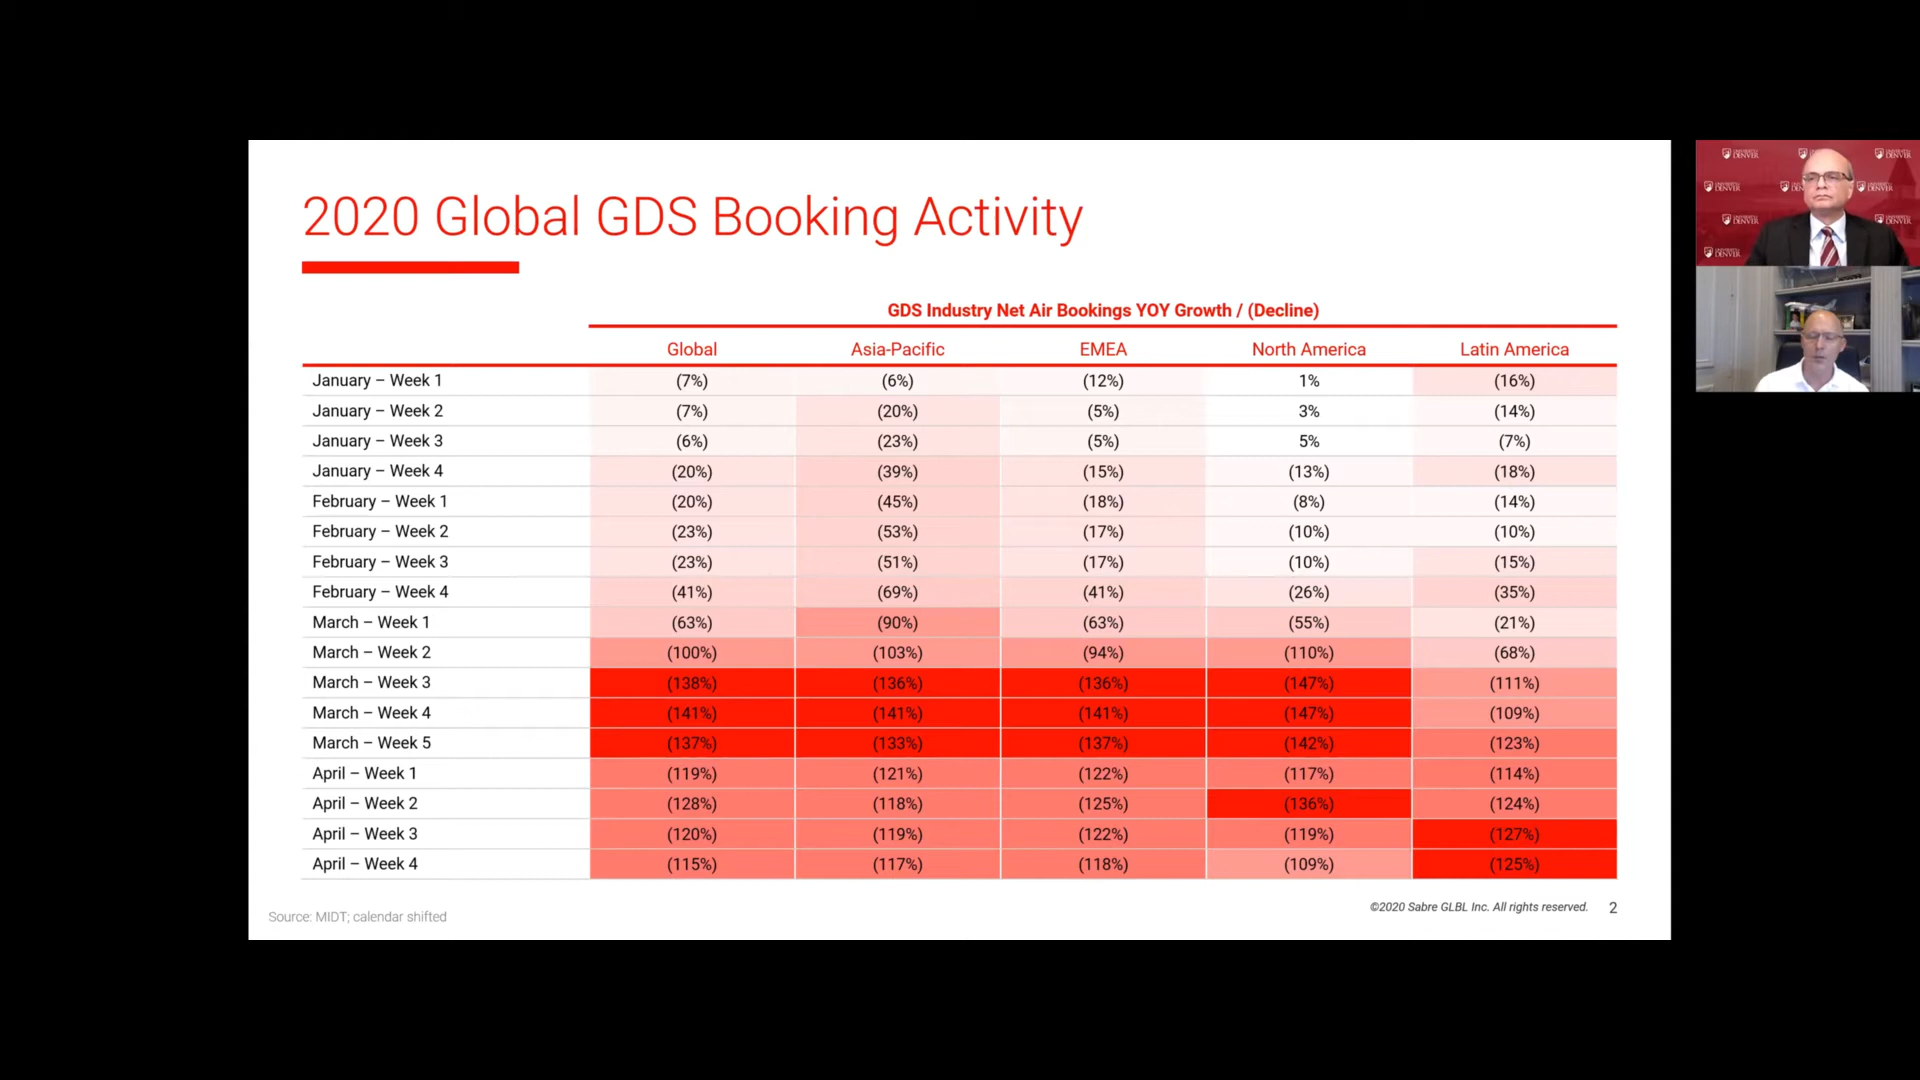 2020 Global GDS Booking Activity
GDS Industry Net Air Bookings YOY Growth / (Decline)
Global Asia-Pacific EMEA North America Latin America
January – Week 1 (7%) (6%) (12%) 1% (16%)
January – Week 2 (7%) (20%) (5%) 3% (14%)
January – Week 3 (6%) (23%) (5%) 5% (7%)
January – Week 4 (20%) (39%) (15%) (13%) (18%)
February – Week 1 (20%) (45%) (18%) (8%) (14%)
February – Week 2 (23%) (53%) (17%) (10%) (10%)
February – Week 3 (23%) (51%) (17%) (10%) (15%)
February – Week 4 (41%) (69%) (41%) (26%) (35%)
March – Week 1 (63%) (90%) (63%) (55%) (21%)
March – Week 2 (100%) (103%) (94%) (110%) (68%)
March – Week 3 (138%) (136%) (136%) (147%) (111%)
March – Week 4 (141%) (141%) (141%) (147%) (109%)
March – Week 5 (137%) (133%) (137%) (142%) (123%)
April – Week 1 (119%) (121%) (122%) (117%) (114%)
April – Week 2 (128%) (118%) (125%) (136%) (124%)
April – Week 3 (120%) (119%) (122%) (119%) (127%)
April – Week 4 (115%) (117%) (118%) (109%) (125%)
Source: MIDT; calendar shifted
©2020 Sabre GLBL Inc. All rights reserved. 2
UNIVERSITY OF DENVER